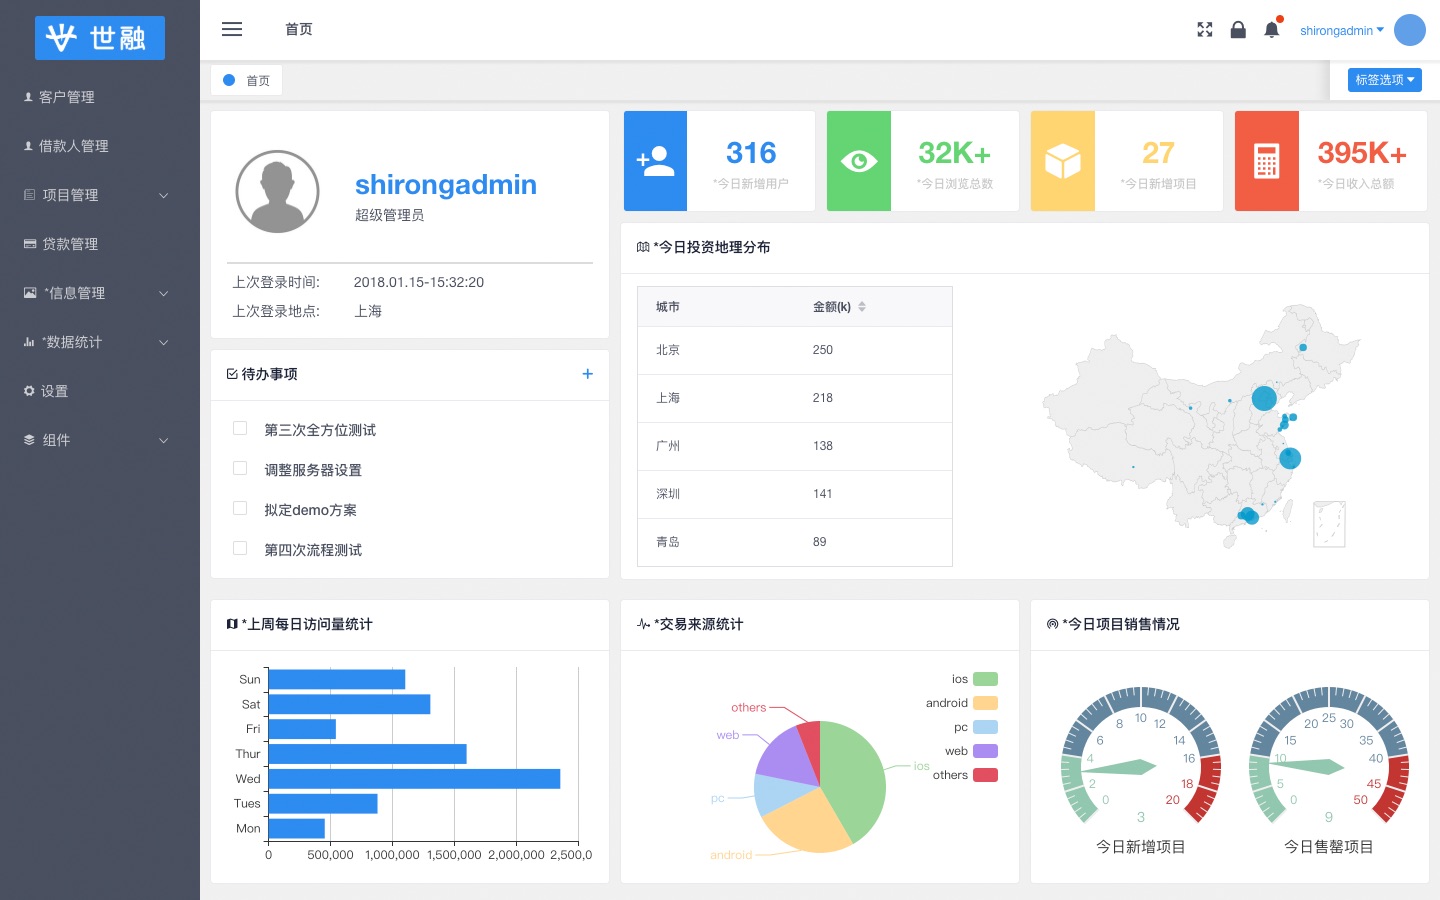 世融
客户管理
借款人管理
项目管理
贷款管理
*信息管理
*数据统计
设置
组件
首页
shirongadmin
首页
标签选项
shirongadmin
超级管理员
上次登录时间: 2018.01.15-15:32:20
上次登录地点: 上海
316
*今日新增用户
32K+
*今日浏览总数
27
*今日新增项目
395K+
*今日收入总额
待办事项
+
第三次全方位测试
调整服务器设置
拟定demo方案
第四次流程测试
*今日投资地理分布
城市 金额(k)
北京 250
上海 218
广州 138
深圳 141
青岛 89
*上周每日访问量统计
Sun
Sat
Fri
Thur
Wed
Tues
Mon
0 500,000 1,000,000 1,500,000 2,000,000 2,500,0
*交易来源统计
ios
android
pc
web
others
others
web
ios
pc
android
*今日项目销售情况
0 2 4 6 8 10 12 14 16 18 20
3
今日新增项目
0 5 10 15 20 25 30 35 40 45 50
9
今日售罄项目